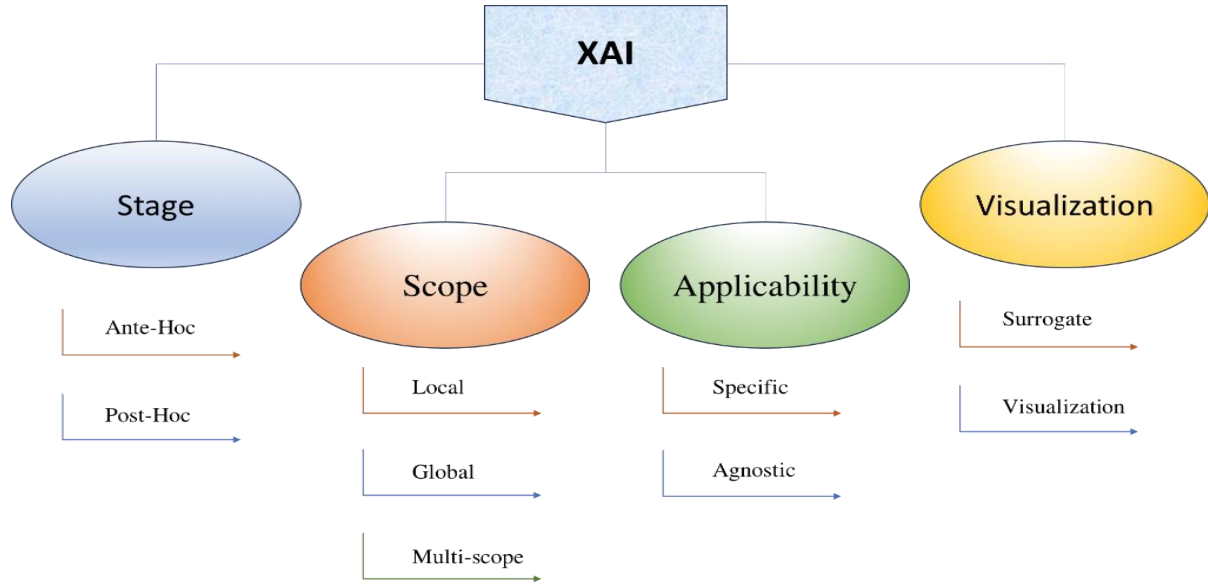 XAI
Stage
Ante-Hoc
Post-Hoc
Scope
Local
Global
Multi-scope
Applicability
Specific
Agnostic
Visualization
Surrogate
Visualization